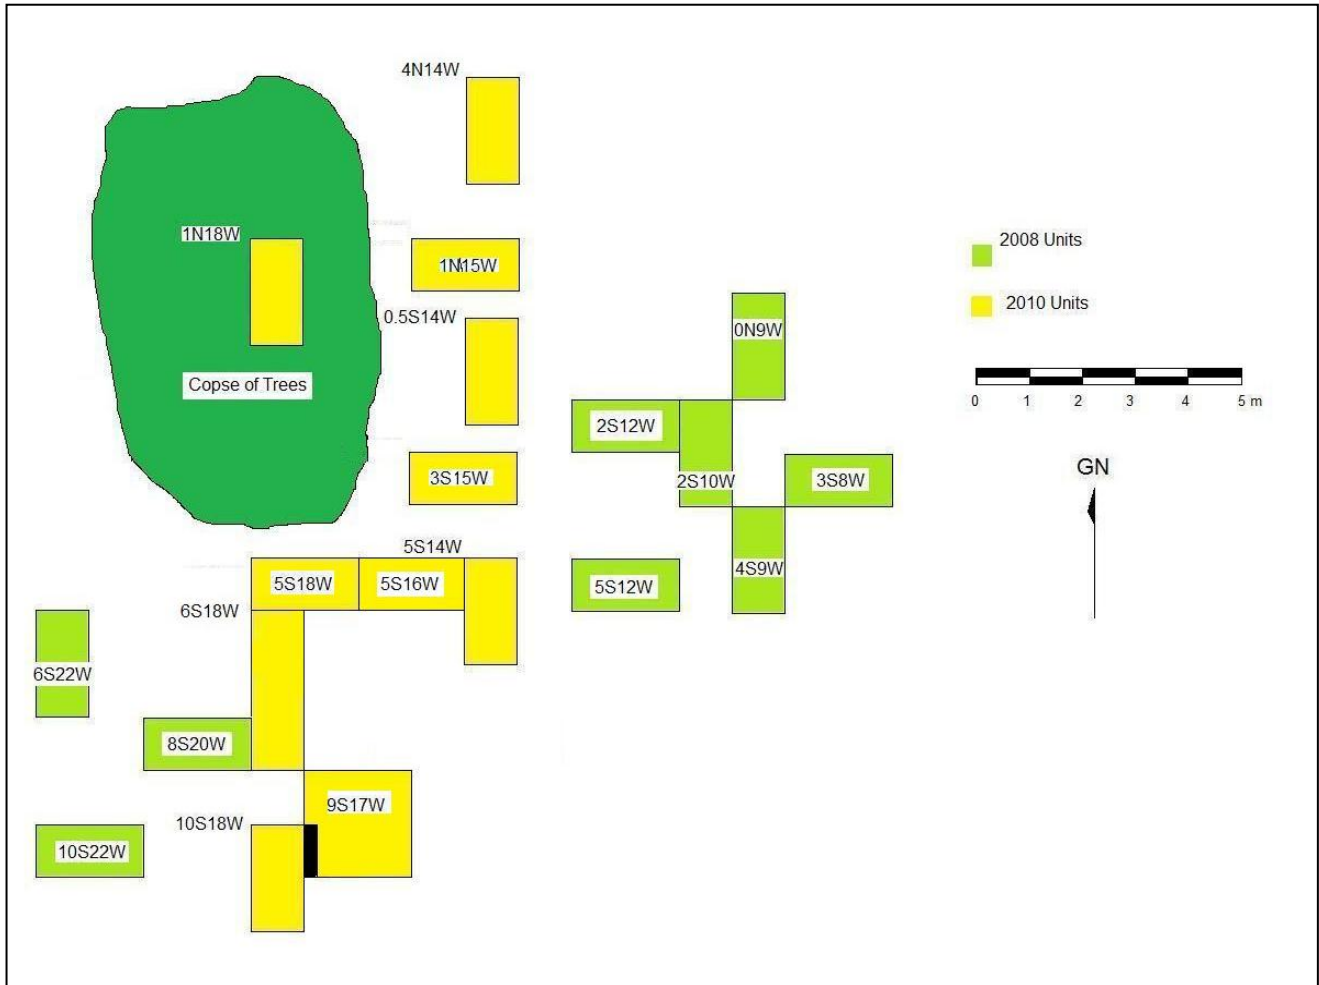 4N14W
1N18W
1N15W
2008 Units
0.5S14W
2010 Units
0N9W
Copse of Trees
0 1 2 3 4 5 m
2S12W
GN
3S15W
2S10W
3S8W
5S14W
5S18W
5S16W
5S12W
4S9W
6S18W
6S22W
8S20W
9S17W
10S18W
10S22W